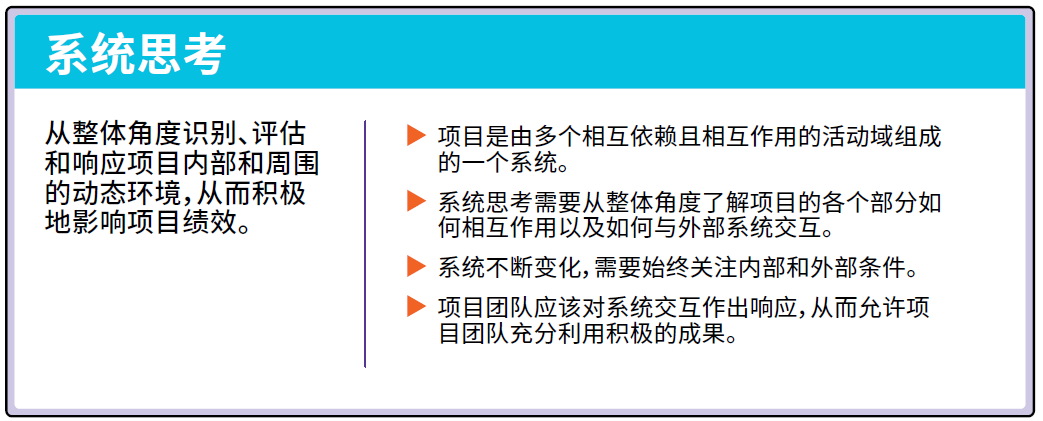 系统思考
从整体角度识别、评估
和响应项目内部和周围
的动态环境，从而积极
地影响项目绩效。
项目是由多个相互依赖且相互作用的活动域组成
的一个系统。
系统思考需要从整体角度了解项目的各个部分如
何相互作用以及如何与外部系统交互。
系统不断变化，需要始终关注内部和外部条件。
项目团队应该对系统交互作出响应，从而允许项
目团队充分利用积极的成果。